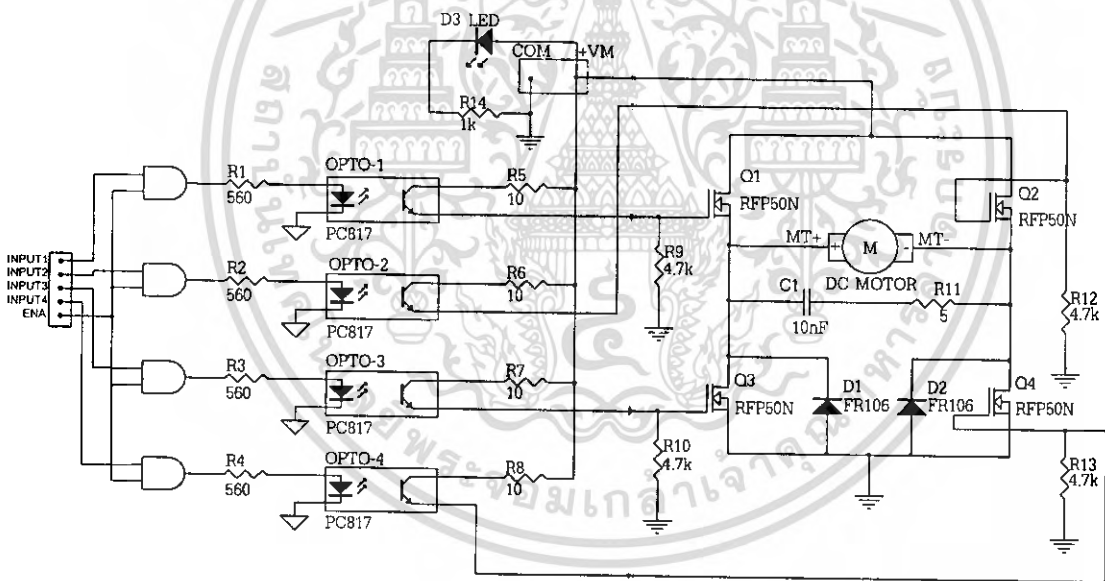 D3 LED
COM
+VM
R14
1k
OPTO-1
R1
560
R5
10
PC817
Q1
RFP50N
Q2
RFP50N
MT+
+
M
-
MT-
DC MOTOR
R9
4.7k
INPUT1
INPUT2
INPUT3
INPUT4
ENA
OPTO-2
R2
560
R6
10
PC817
C1
10nF
R11
5
R12
4.7k
OPTO-3
R3
560
R7
10
PC817
Q3
RFP50N
D1
FR106
D2
FR106
Q4
RFP50N
R10
4.7k
R13
4.7k
OPTO-4
R4
560
R8
10
PC817